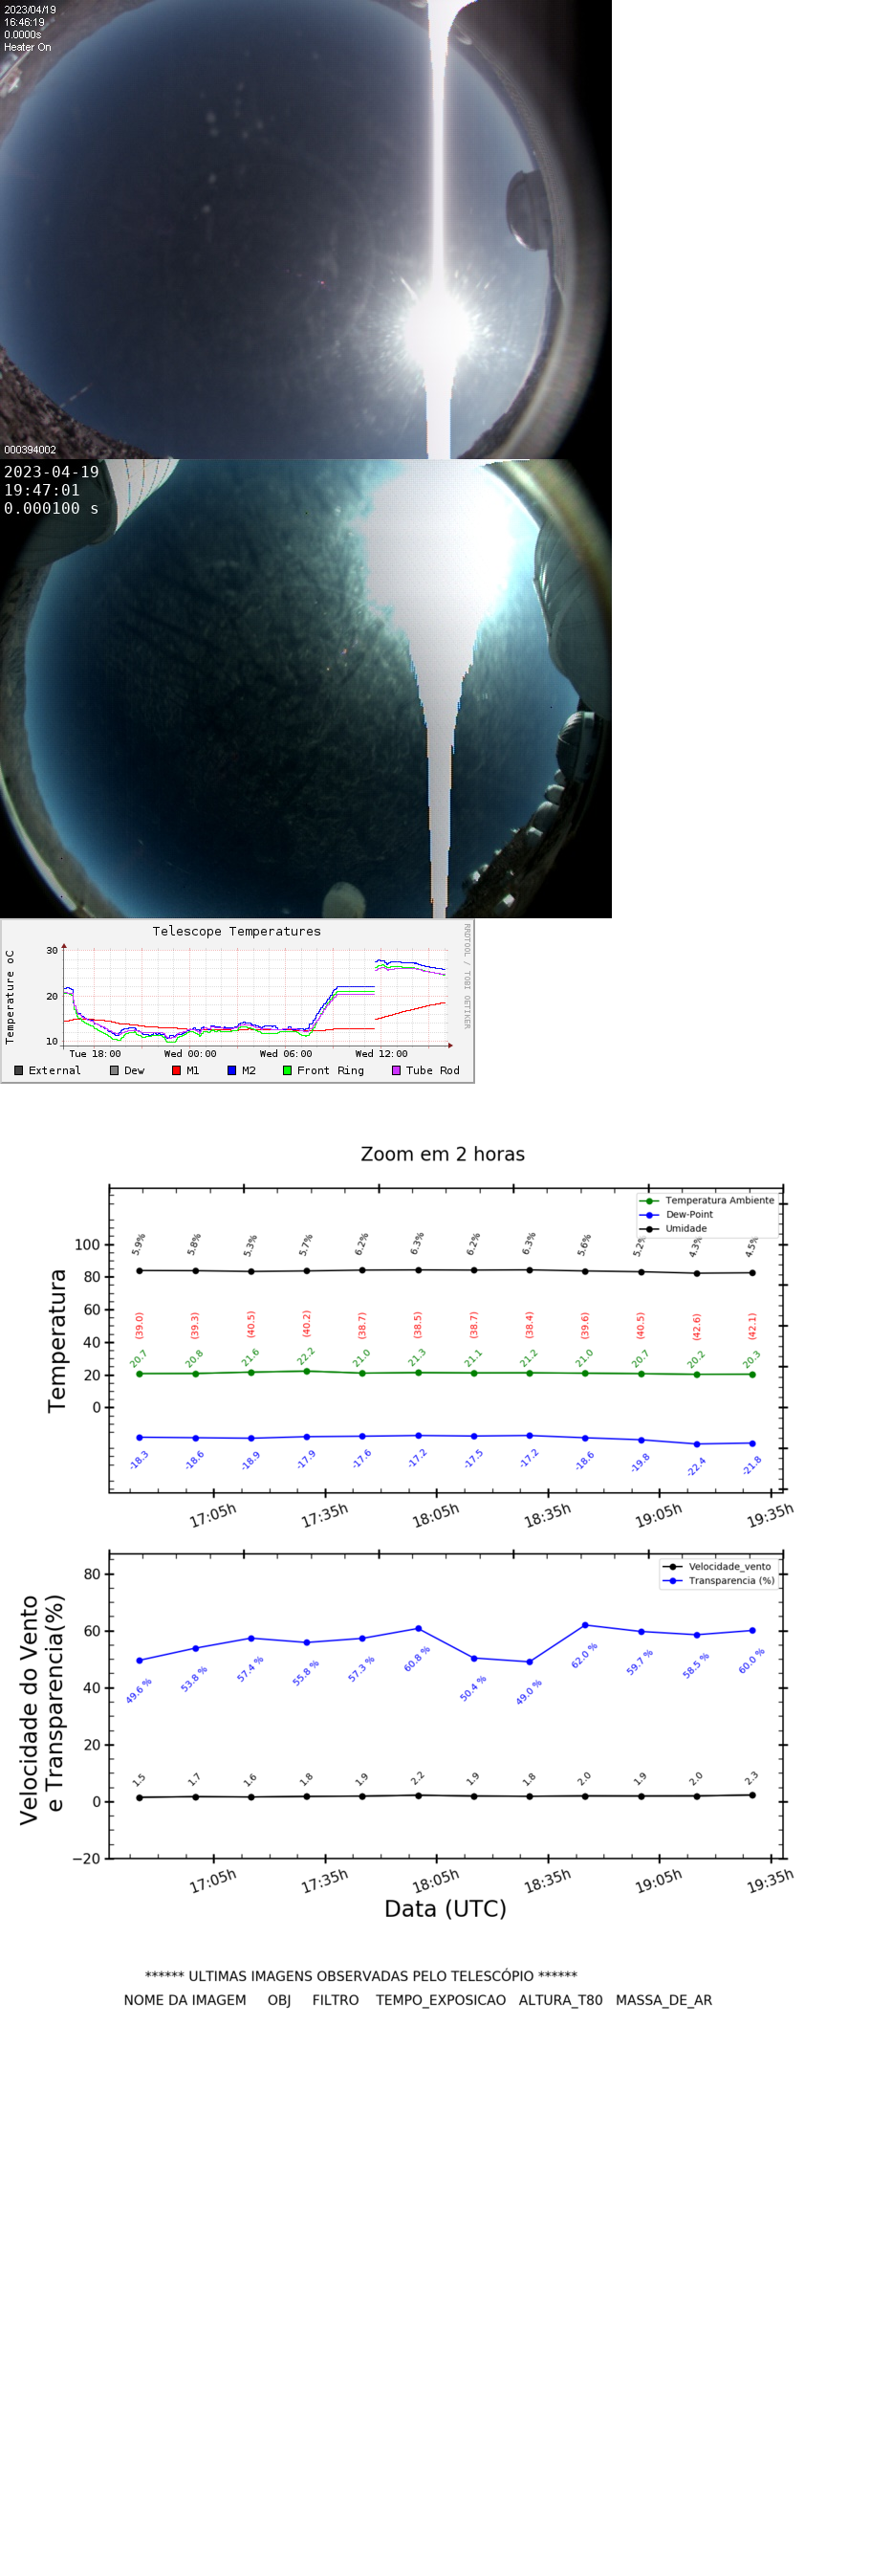 2023/04/19
16:46:19
0.0000s
Heater On
000394002
2023-04-19
19:47:01
0.000100 s
Telescope Temperatures
Temperature oC
30
20
10
Tue 18:00 Wed 00:00 Wed 06:00 Wed 12:00
External Dew M1 M2 Front Ring Tube Rod
RRDTOOL / TOBI OETIKER
Zoom em 2 horas
Temperatura Ambiente
Dew-Point
Umidade
Temperatura
100
80
60
40
20
0
5.9% 5.8% 5.3% 5.7% 6.2% 6.3% 6.2% 6.3% 5.6% 5.2% 4.3% 4.5%
(39.0) (39.3) (40.5) (40.2) (38.7) (38.5) (38.7) (38.4) (39.6) (40.5) (42.6) (42.1)
20.7 20.8 21.6 22.2 21.0 21.3 21.1 21.2 21.0 20.7 20.2 20.3
-18.3 -18.6 -18.9 -17.9 -17.6 -17.2 -17.5 -17.2 -18.6 -19.8 -22.4 -21.8
17:05h 17:35h 18:05h 18:35h 19:05h 19:35h
Velocidade_vento
Transparencia (%)
Velocidade do Vento
e Transparencia(%)
80
60
40
20
0
−20
49.6 % 53.8 % 57.4 % 55.8 % 57.3 % 60.8 % 50.4 % 49.0 % 62.0 % 59.7 % 58.5 % 60.0 %
1.5 1.7 1.6 1.8 1.9 2.2 1.9 1.8 2.0 1.9 2.0 2.3
17:05h 17:35h 18:05h 18:35h 19:05h 19:35h
Data (UTC)
****** ULTIMAS IMAGENS OBSERVADAS PELO TELESCÓPIO ******
NOME DA IMAGEM OBJ FILTRO TEMPO_EXPOSICAO ALTURA_T80 MASSA_DE_AR